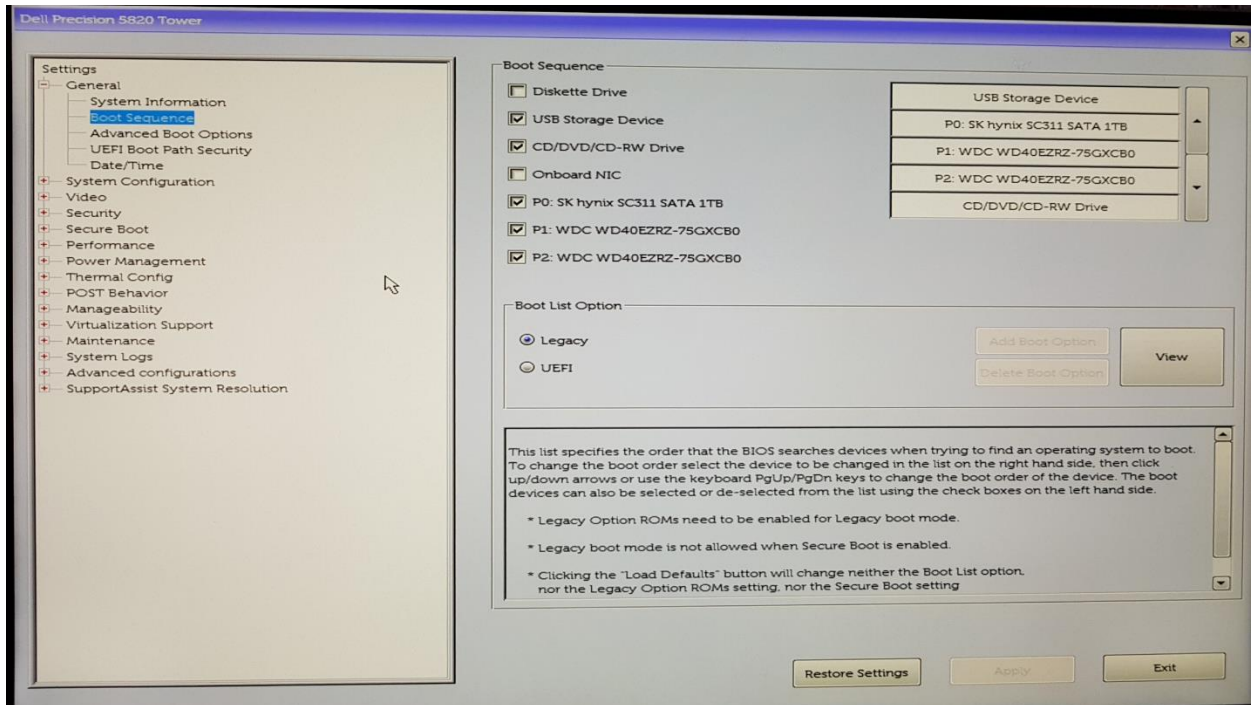 Dell Precision 5820 Tower
Settings
General
System Information
Boot Sequence
Advanced Boot Options
UEFI Boot Path Security
Date/Time
System Configuration
Video
Security
Secure Boot
Performance
Power Management
Thermal Config
POST Behavior
Manageability
Virtualization Support
Maintenance
System Logs
Advanced configurations
SupportAssist System Resolution
Boot Sequence
Diskette Drive
USB Storage Device
CD/DVD/CD-RW Drive
Onboard NIC
P0: SK hynix SC311 SATA 1TB
P1: WDC WD40EZRZ-75GXCB0
P2: WDC WD40EZRZ-75GXCB0
USB Storage Device
P0: SK hynix SC311 SATA 1TB
P1: WDC WD40EZRZ-75GXCB0
P2: WDC WD40EZRZ-75GXCB0
CD/DVD/CD-RW Drive
Boot List Option
Legacy
UEFI
Add Boot Option
Delete Boot Option
View
This list specifies the order that the BIOS searches devices when trying to find an operating system to boot.
To change the boot order select the device to be changed in the list on the right hand side, then click
up/down arrows or use the keyboard PgUp/PgDn keys to change the boot order of the device. The boot
devices can also be selected or de-selected from the list using the check boxes on the left hand side.
* Legacy Option ROMs need to be enabled for Legacy boot mode.
* Legacy boot mode is not allowed when Secure Boot is enabled.
* Clicking the "Load Defaults" button will change neither the Boot List option,
nor the Legacy Option ROMs setting, nor the Secure Boot setting
Restore Settings
Apply
Exit